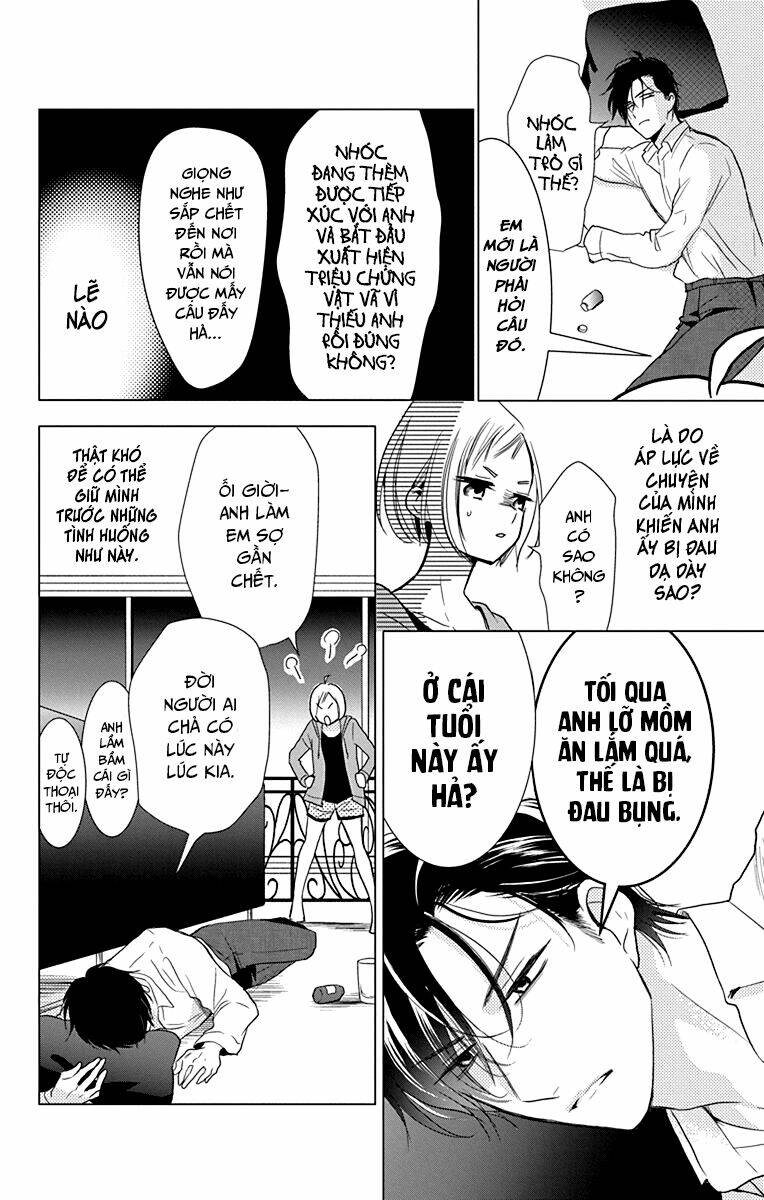 NHÓC
LÀM
TRÒ GÌ
THẾ?
EM
MỚI LÀ
NGƯỜI
PHẢI
HỎI
CÂU
ĐÓ.
NHÓC
ĐANG THÈM
ĐƯỢC TIẾP
XÚC VỚI ANH
VÀ BẮT ĐẦU
XUẤT HIỆN
TRIỆU CHỨNG
VẬT VÃ VÌ
THIẾU ANH
RỒI ĐÚNG
KHÔNG?
GIỌNG
NGHE NHƯ
SẮP CHẾT
ĐẾN NƠI
RỒI MÀ
VẪN NÓI
ĐƯỢC MẤY
CÂU ĐẤY
HÀ...
LẼ
NÀO
LÀ DO
ÁP LỰC VỀ
CHUYỆN
CỦA MÌNH
KHIẾN ANH
ẤY BỊ ĐAU
DẠ DÀY
SAO?
ANH
CÓ
SAO
KHÔNG
?
TỐI QUA
ANH LỠ MỒM
ĂN LẮM QUÁ,
THẾ LÀ BỊ
ĐAU BỤNG.
Ở CÁI
TUỔI
NÀY ẤY
HẢ?
ỐI GIỜI-
ANH LÀM
EM SỢ
GẦN
CHẾT.
THẬT KHÓ
ĐỂ CÓ THỂ
GIỮ MÌNH
TRƯỚC NHỮNG
TÌNH HUỐNG
NHƯ NÀY.
ĐỜI
NGƯỜI AI
CHẢ CÓ
LÚC NÀY
LÚC KIA.
ANH
LẨM
BẨM
CÁI GÌ
ĐẤY?
TỰ
ĐỘC
THOẠI
THÔI.